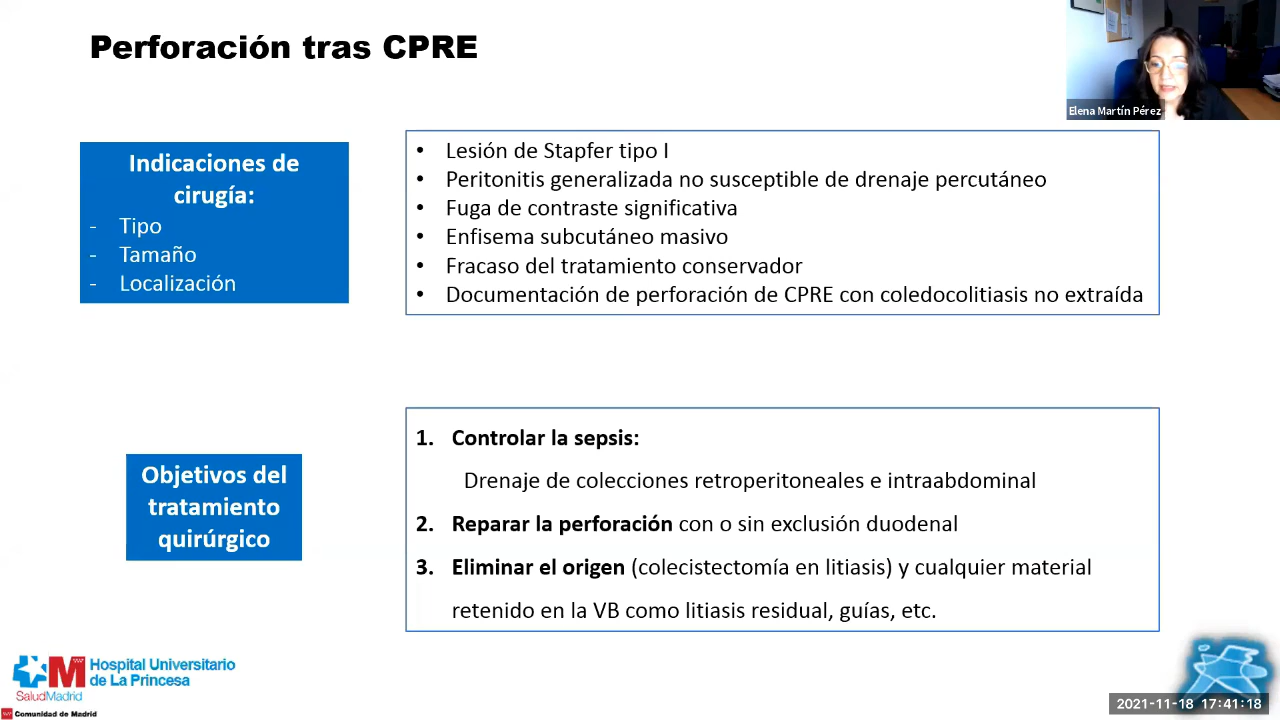 Perforación tras CPRE
Elena Martín Pérez
Indicaciones de
cirugía:
- Tipo
- Tamaño
- Localización
• Lesión de Stapfer tipo I
• Peritonitis generalizada no susceptible de drenaje percutáneo
• Fuga de contraste significativa
• Enfisema subcutáneo masivo
• Fracaso del tratamiento conservador
• Documentación de perforación de CPRE con coledocolitiasis no extraída
Objetivos del
tratamiento
quirúrgico
1. Controlar la sepsis:
Drenaje de colecciones retroperitoneales e intraabdominal
2. Reparar la perforación con o sin exclusión duodenal
3. Eliminar el origen (colecistectomía en litiasis) y cualquier material
retenido en la VB como litiasis residual, guías, etc.
M
Hospital Universitario
de La Princesa
SaludMadrid
Comunidad de Madrid
2021-11-18 17:41:18